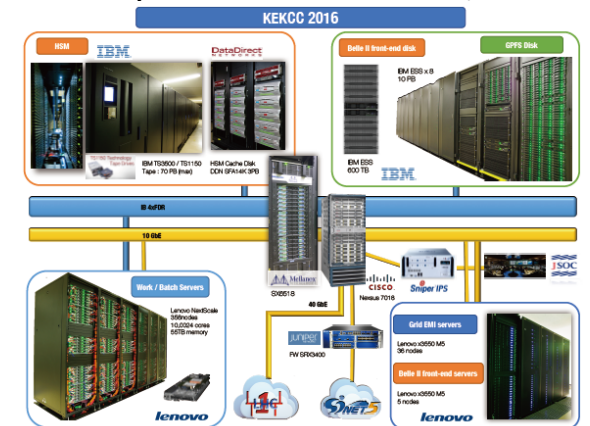 KEKCC 2016
HSM
IBM
DataDirect
NETWORKS
IBM TS3500 / TS1150
Tape : 70 PB (max)
HSM Cache Disk
DDN SFA14K 3PB
Belle II front-end disk
GPFS Disk
IBM ESS x 8
10 PB
IBM ESS
600 TB
IBM
IB 4xFDR
10 GbE
Work / Batch Servers
Lenovo NextScale
358nodes
10,0024 cores
55TB memory
lenovo
Mellanox
SX6518
CISCO
Nexus 7018
40 GbE
Sniper IPS
JSOC
JUNIPER
FW SRX3400
LHC
1
SINET5
Grid EMI servers
Lenovo x3550 M5
36 nodes
Belle II front-end servers
Lenovo x3550 M5
5 nodes
lenovo